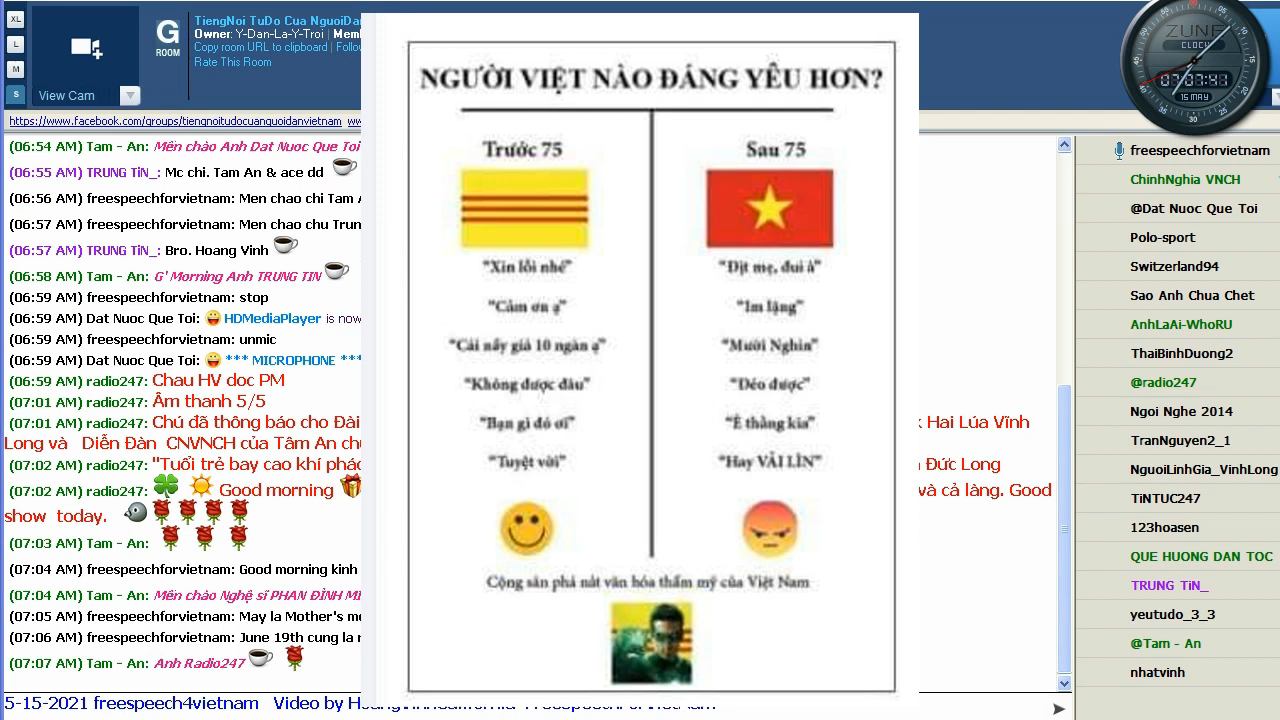 XL
L
M
S
View Cam
G
ROOM
TiengNoi TuDo Cua NguoiDa
Owner: Y-Dan-La-Y-Troi | Memb
Copy room URL to clipboard | Follow
Rate This Room
ZUNE
CLOCK
07:07:41
15 MAY
https://www.facebook.com/groups/tiengnoitudocuanguoidanvietnam
(06:54 AM) Tam - An: Mến chào Anh Dat Nuoc Que Toi
(06:55 AM) TRUNG TiN_: Mc chi. Tam An & ace dd
(06:56 AM) freespeechforvietnam: Men chao chi Tam A
(06:57 AM) freespeechforvietnam: Men chao chu Trun
(06:57 AM) TRUNG TiN_: Bro. Hoang Vinh
(06:58 AM) Tam - An: G' Morning Anh TRUNG TIN
(06:59 AM) freespeechforvietnam: stop
(06:59 AM) Dat Nuoc Que Toi: HDMediaPlayer is now
(06:59 AM) freespeechforvietnam: unmic
(06:59 AM) Dat Nuoc Que Toi: *** MICROPHONE ***
(06:59 AM) radio247: Chau HV doc PM
(07:01 AM) radio247: Âm thanh 5/5
(07:01 AM) radio247: Chú đã thông báo cho Đài
Hai Lúa Vĩnh
Long và Diễn Đàn CNVNCH của Tâm An ch
(07:02 AM) radio247: "Tuổi trẻ bay cao khí phác
Đức Long
(07:02 AM) radio247: Good morning
và cả làng. Good
show today.
(07:03 AM) Tam - An:
(07:04 AM) freespeechforvietnam: Good morning kinh
(07:04 AM) Tam - An: Mến chào Nghệ sĩ PHAN ĐÌNH MI
(07:05 AM) freespeechforvietnam: May la Mother's mo
(07:06 AM) freespeechforvietnam: June 19th cung la n
(07:07 AM) Tam - An: Anh Radio247
5-15-2021 freespeech4vietnam Video by
NGƯỜI VIỆT NÀO ĐÁNG YÊU HƠN?
Trước 75
Sau 75
"Xin lỗi nhé"
"Địt mẹ, đui à"
"Cảm ơn ạ"
"Im lặng"
"Cái nầy giá 10 ngàn ạ"
"Mười Nghìn"
"Không được đâu"
"Déo được"
"Bạn gì đó ơi"
"Ê thằng kia"
"Tuyệt vời"
"Hay VÃI LÌN"
Cộng sản phá nát văn hóa thẩm mỹ của Việt Nam
freespeechforvietnam
ChinhNghia VNCH
@Dat Nuoc Que Toi
Polo-sport
Switzerland94
Sao Anh Chua Chet
AnhLaAi-WhoRU
ThaiBinhDuong2
@radio247
Ngoi Nghe 2014
TranNguyen2_1
NguoiLinhGia_VinhLong
TiNTUC247
123hoasen
QUE HUONG DAN TOC
TRUNG TiN_
yeutudo_3_3
@Tam - An
nhatvinh